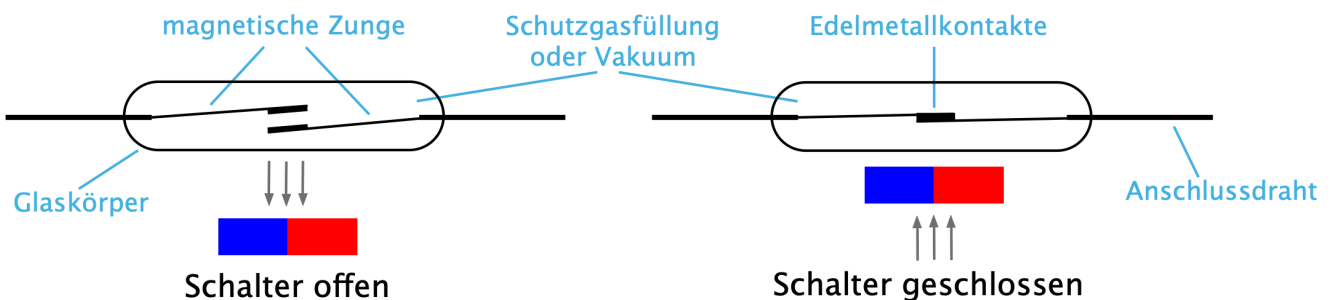 magnetische Zunge
Schutzgasfüllung
oder Vakuum
Edelmetallkontakte
Glaskörper
Anschlussdraht
Schalter offen
Schalter geschlossen